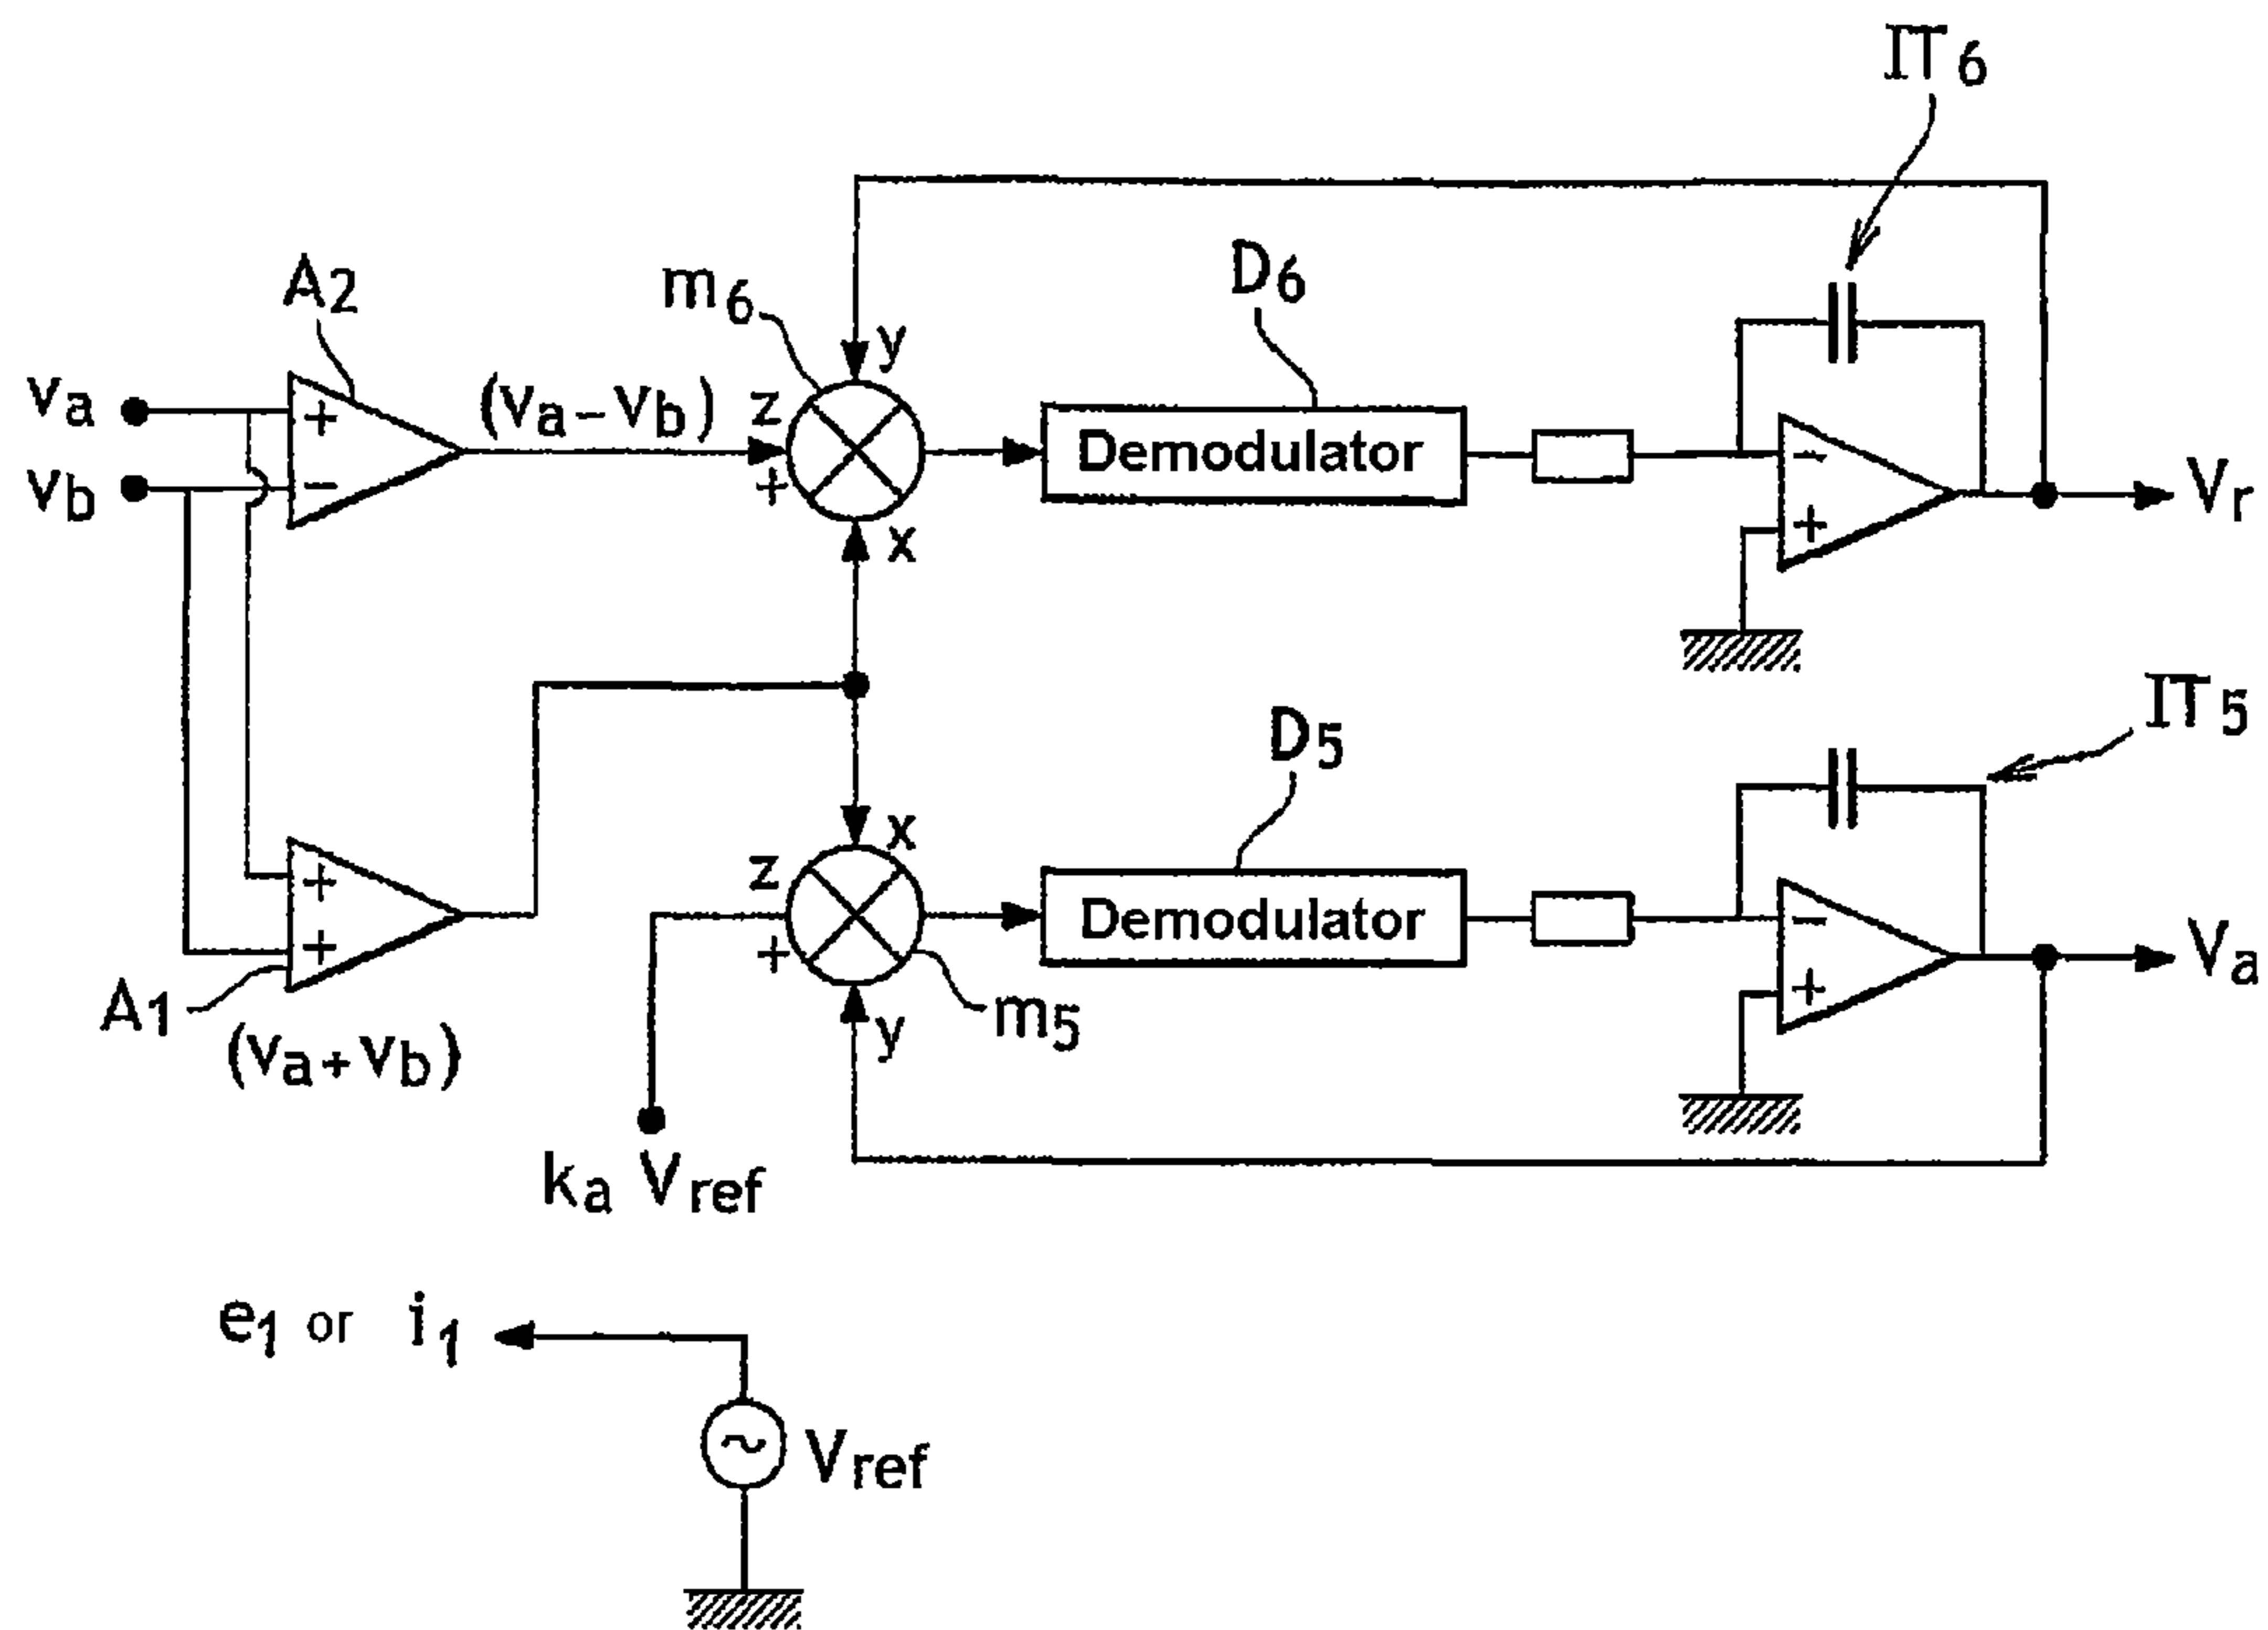 IT6
A2
m6
D6
y
va
(va-vb)
z
+
-
+
Demodulator
-
vb
x
+
Vr
IT5
D5
x
z
+
+
Demodulator
-
+
Va
A1
y
m5
+
(va+vb)
ka Vref
e1 or i1
~
Vref